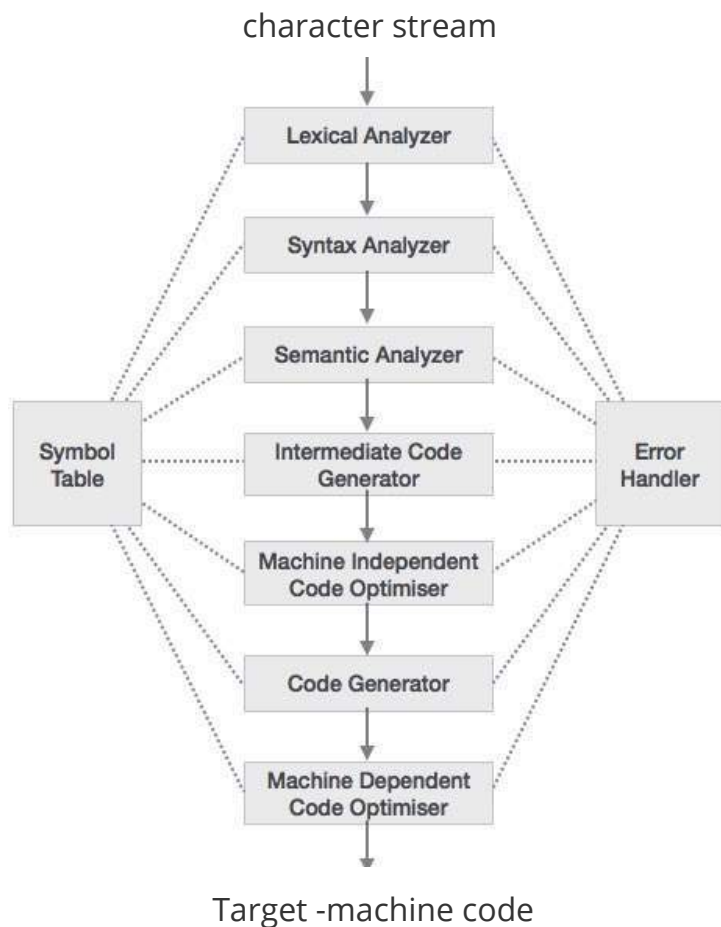 character stream
Lexical Analyzer
Syntax Analyzer
Semantic Analyzer
Symbol
Table
Intermediate Code
Generator
Error
Handler
Machine Independent
Code Optimiser
Code Generator
Machine Dependent
Code Optimiser
Target -machine code